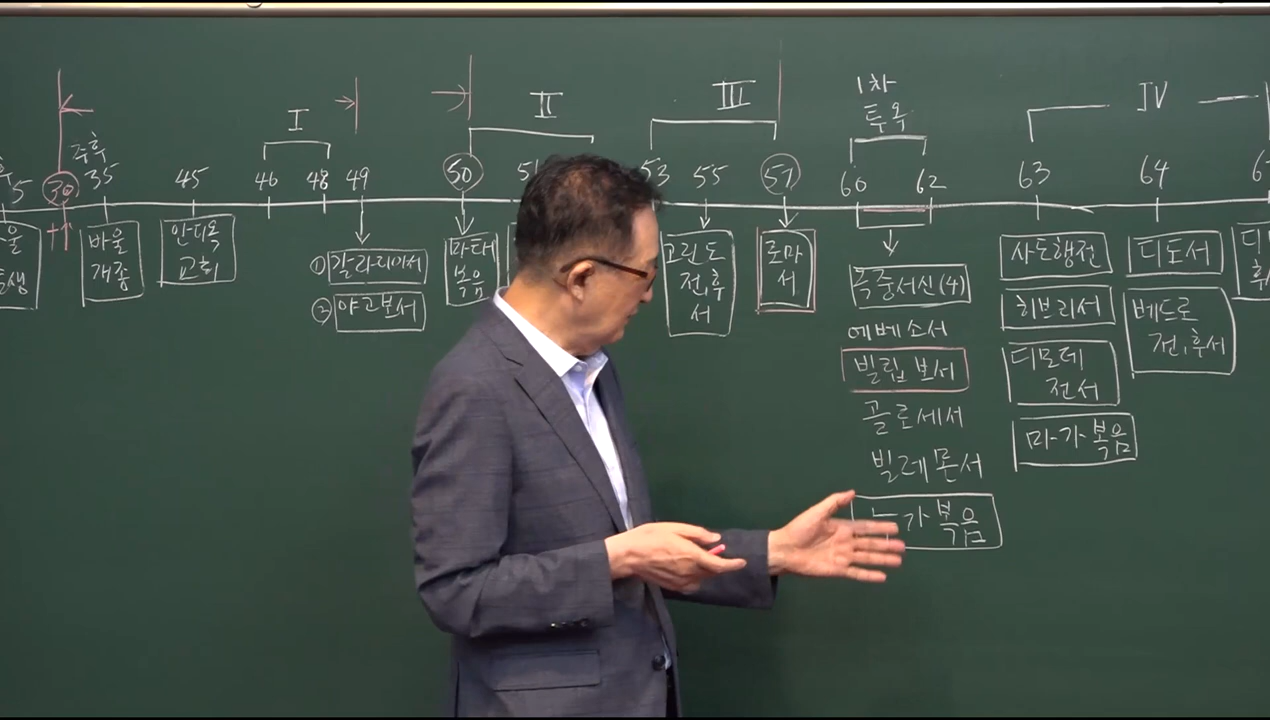 I
II
III
1차
투옥
IV
주후
5 30 35 45 46 48 49 50 53 55 57 60 62 63 64
바울
개종
안디옥
교회
① 갈라디아서
② 야고보서
마태
복음
고린도
전,후
서
로마
서
옥중서신(4)
에베소서
빌립보서
골로새서
빌레몬서
누가복음
사도행전
히브리서
디모데
전서
마가복음
디도서
베드로
전,후서